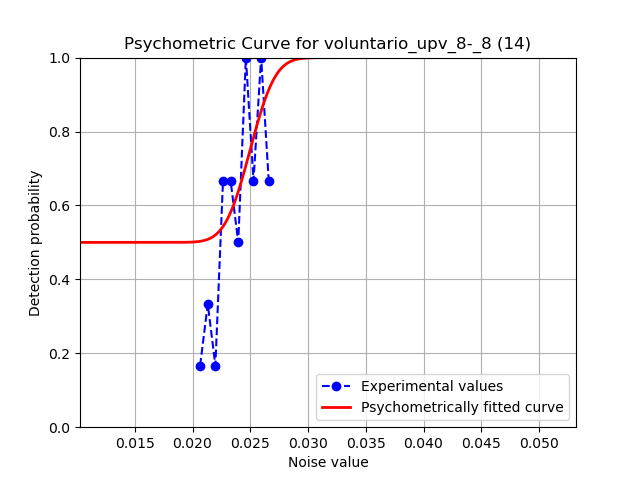 Psychometric Curve for voluntario_upv_8-_8 (14)
1.0
0.8
0.6
0.4
0.2
0.0
Detection probability
Experimental values
Psychometrically fitted curve
0.015 0.020 0.025 0.030 0.035 0.040 0.045 0.050
Noise value